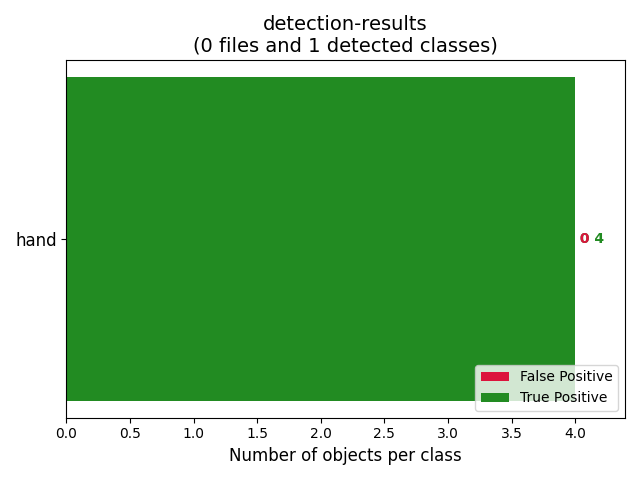 detection-results
(0 files and 1 detected classes)
hand
0 4
False Positive
True Positive
0.0 0.5 1.0 1.5 2.0 2.5 3.0 3.5 4.0
Number of objects per class